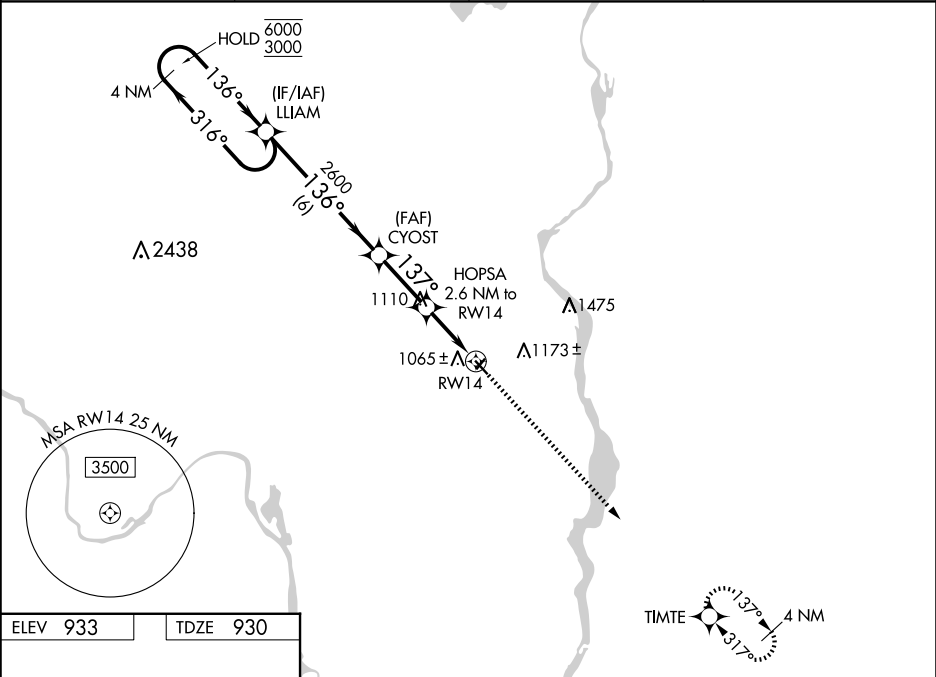 HOLD 6000
3000
136°
4 NM
(IF/IAF)
LLIAM
316°
2600
136°
(6)
(FAF)
CYOST
2438
137°
HOPSA
2.6 NM to
RW14
1110
1475
1173±
1065±
RW14
MSA RW14 25 NM
3500
TIMTE
137°
4 NM
317°
ELEV 933
TDZE 930